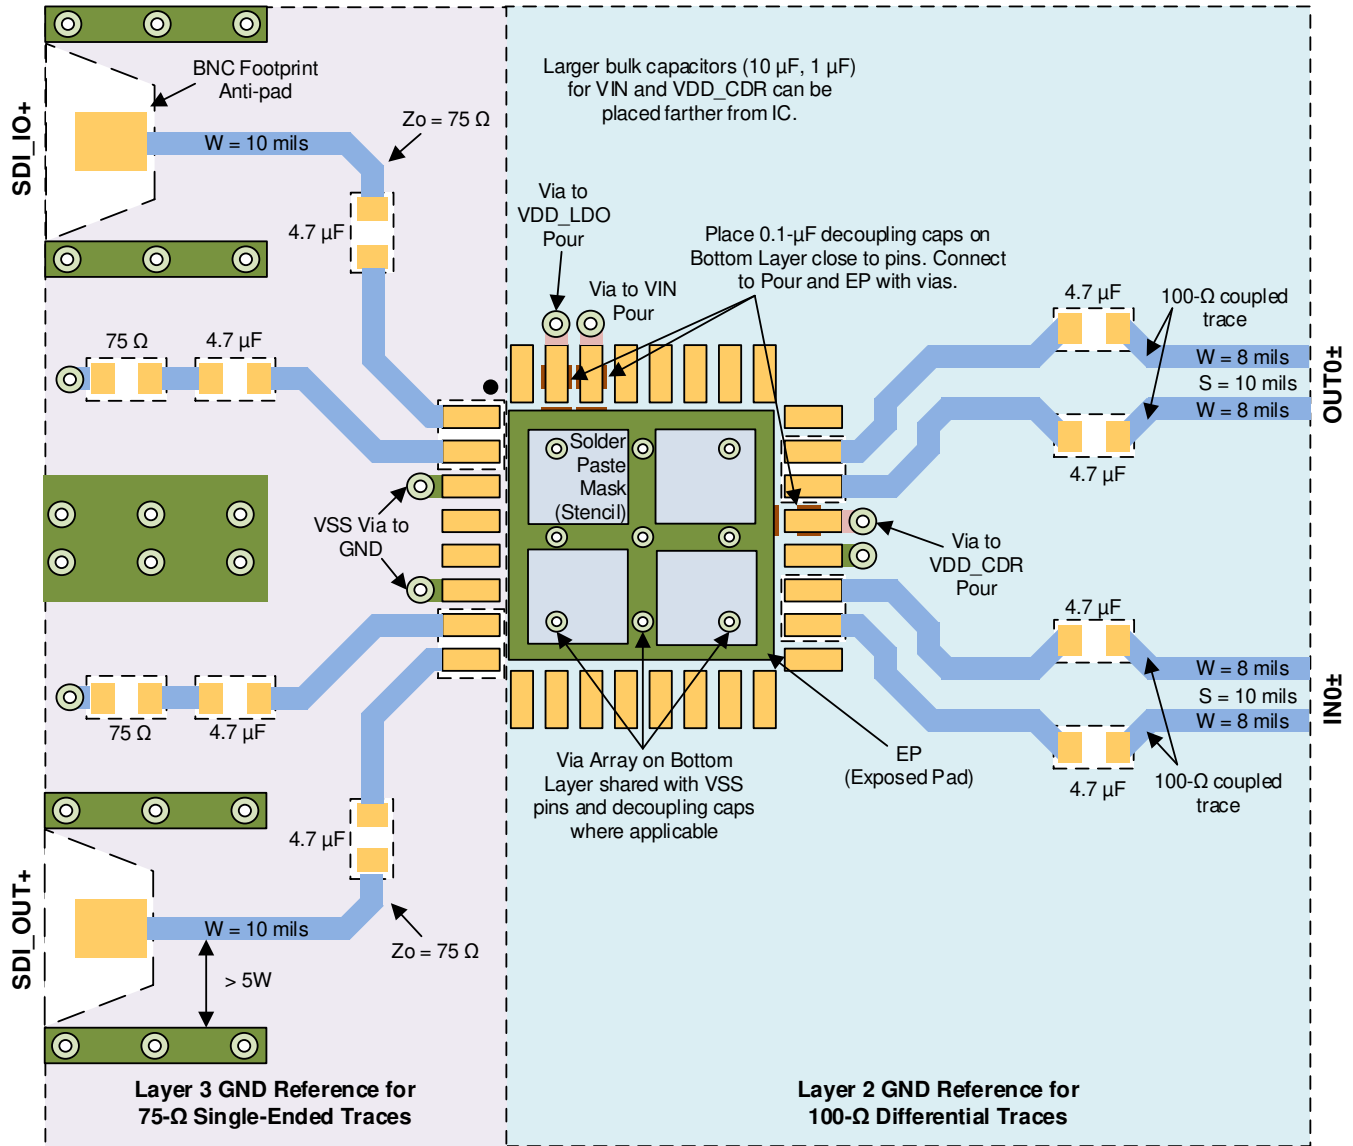 BNC Footprint
Anti-pad
SDI_IO+
W = 10 mils
Zo = 75 Ω
4.7 µF
75 Ω
4.7 µF
VSS Via to
GND
75 Ω
4.7 µF
4.7 µF
SDI_OUT+
W = 10 mils
Zo = 75 Ω
> 5W
Layer 3 GND Reference for
75-Ω Single-Ended Traces
Larger bulk capacitors (10 µF, 1 µF)
for VIN and VDD_CDR can be
placed farther from IC.
Via to
VDD_LDO
Pour
Via to VIN
Pour
Place 0.1-µF decoupling caps on
Bottom Layer close to pins. Connect
to Pour and EP with vias.
Solder
Paste
Mask
(Stencil)
4.7 µF
100-Ω coupled
trace
W = 8 mils
S = 10 mils
W = 8 mils
4.7 µF
OUT0±
Via to
VDD_CDR
Pour
4.7 µF
W = 8 mils
S = 10 mils
W = 8 mils
4.7 µF
100-Ω coupled
trace
IN0±
EP
(Exposed Pad)
Via Array on Bottom
Layer shared with VSS
pins and decoupling caps
where applicable
Layer 2 GND Reference for
100-Ω Differential Traces